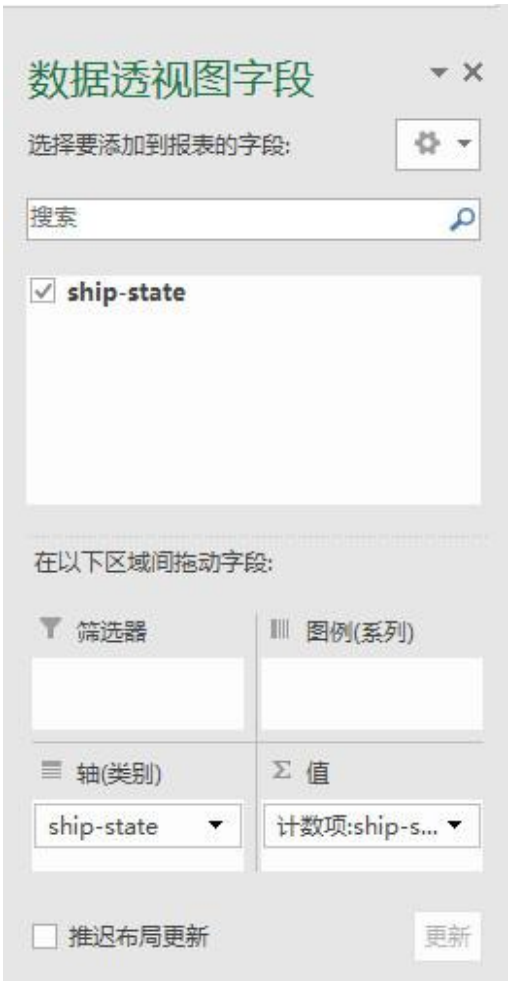 数据透视图字段
选择要添加到报表的字段:
搜索
ship-state
在以下区域间拖动字段:
筛选器
图例(系列)
轴(类别)
值
ship-state
计数项:ship-s...
推迟布局更新
更新